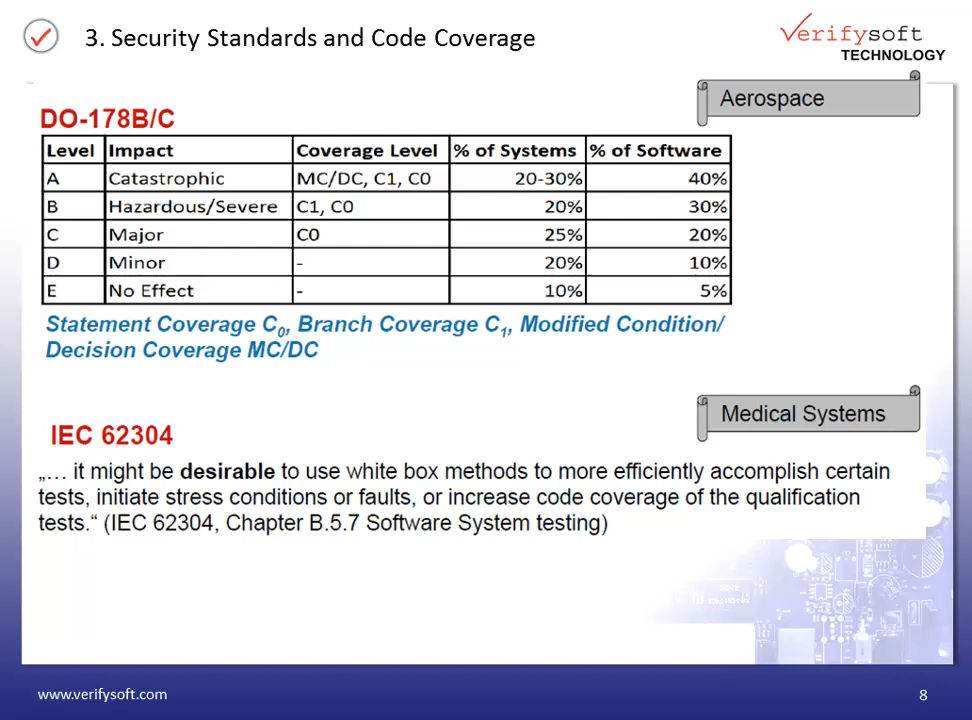 3. Security Standards and Code Coverage
Verifysoft
TECHNOLOGY
Aerospace
DO-178B/C
Level Impact Coverage Level % of Systems % of Software
A Catastrophic MC/DC, C1, C0 20-30% 40%
B Hazardous/Severe C1, C0 20% 30%
C Major C0 25% 20%
D Minor - 20% 10%
E No Effect - 10% 5%
Statement Coverage C0, Branch Coverage C1, Modified Condition/
Decision Coverage MC/DC
Medical Systems
IEC 62304
„… it might be desirable to use white box methods to more efficiently accomplish certain
tests, initiate stress conditions or faults, or increase code coverage of the qualification
tests.“ (IEC 62304, Chapter B.5.7 Software System testing)
www.verifysoft.com
8